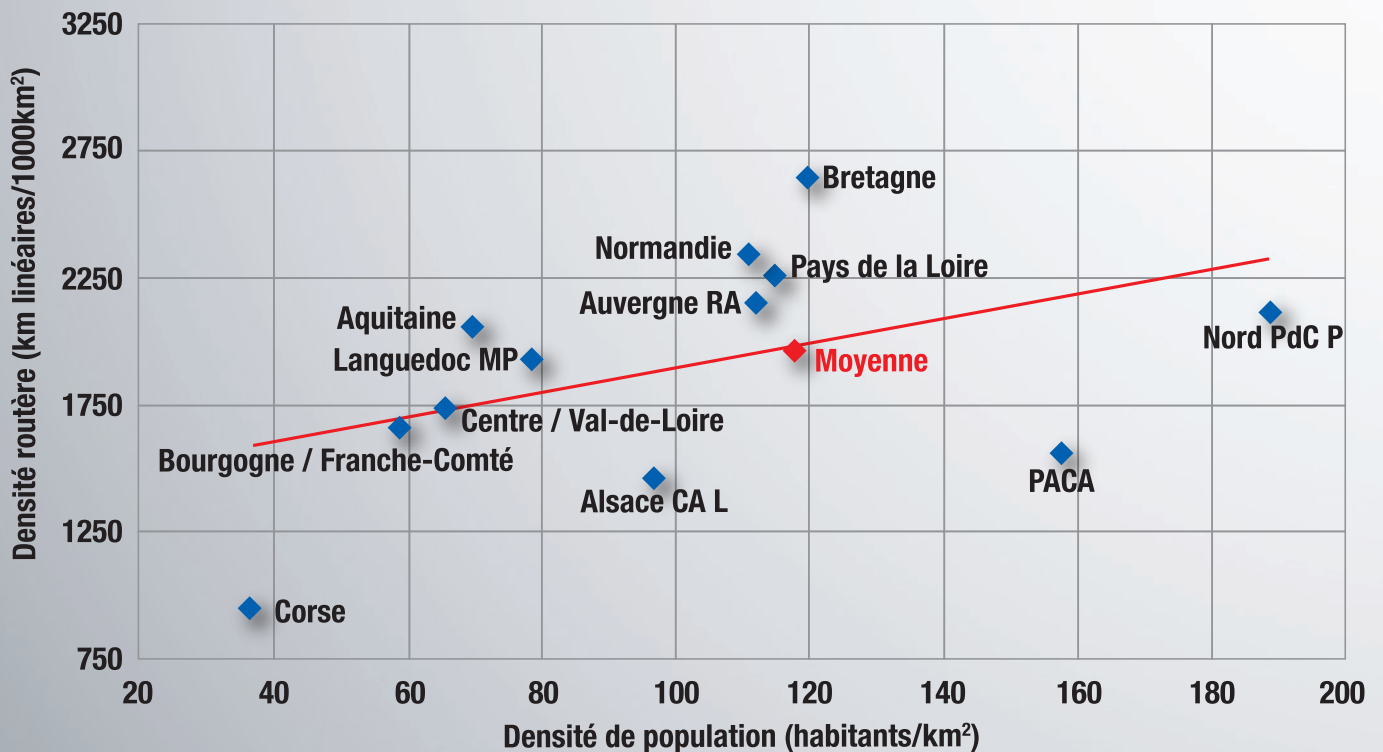 Densité routère (km linéaires/1000km²)
3250
2750
2250
1750
1250
750
Bretagne
Normandie
Pays de la Loire
Auvergne RA
Aquitaine
Nord PdC P
Languedoc MP
Moyenne
Centre / Val-de-Loire
Bourgogne / Franche-Comté
PACA
Alsace CA L
Corse
20 40 60 80 100 120 140 160 180 200
Densité de population (habitants/km²)